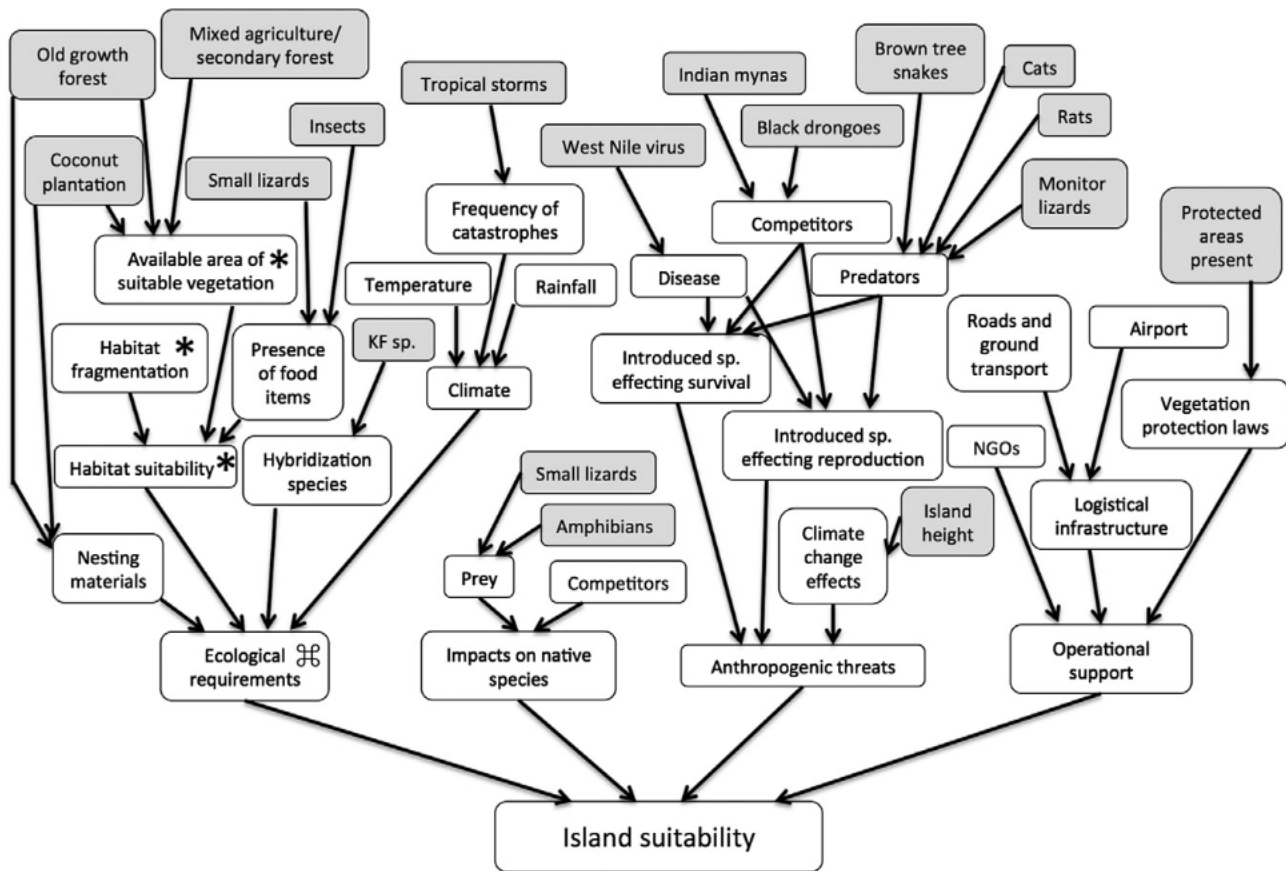 Old growth
forest
Mixed agriculture/
secondary forest
Tropical storms
Indian mynas
Brown tree
snakes
Cats
Insects
Black drongoes
Rats
West Nile virus
Coconut
plantation
Small lizards
Monitor
lizards
Protected
areas
present
Frequency of
catastrophes
Competitors
Available area of *
suitable vegetation
Temperature
Rainfall
Disease
Predators
Roads and
ground
transport
Airport
Habitat *
fragmentation
Presence
of food
items
KF sp.
Climate
Introduced sp.
effecting survival
Vegetation
protection laws
Habitat suitability *
Hybridization
species
Introduced sp.
effecting reproduction
NGOs
Small lizards
Amphibians
Climate
change
effects
Island
height
Logistical
infrastructure
Nesting
materials
Prey
Competitors
Ecological ⌘
requirements
Impacts on native
species
Anthropogenic threats
Operational
support
Island suitability